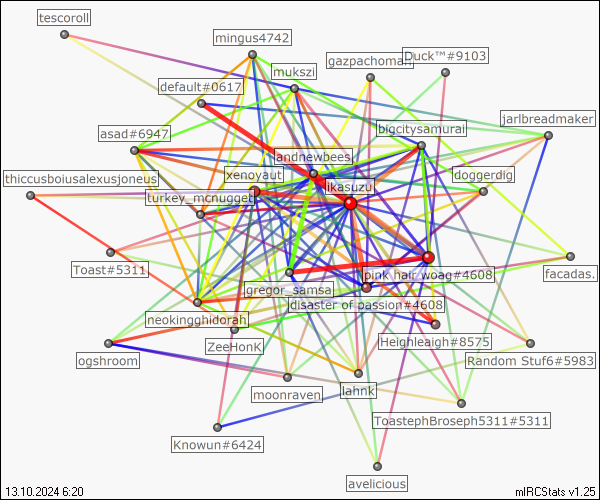 tescoroll
mingus4742
gazpachoman
Duck™#9103
mukszi
default#0617
jarlbreadmaker
bigcitysamurai
asad#6947
andnewbees
thiccusboiusalexusjoneus
xenoyaut
doggerdig
ikasuzu
turkey_mcnugget
Toast#5311
pink hair woag#4608
facadas.
gregor_samsa
disaster of passion#4608
neokingghidorah
ZeeHonK
Heighleaigh#8575
ogshroom
Random Stuf6#5983
moonraven
lahnk
ToastephBroseph5311#5311
Knowun#6424
avelicious
13.10.2024 6:20
mIRCStats v1.25